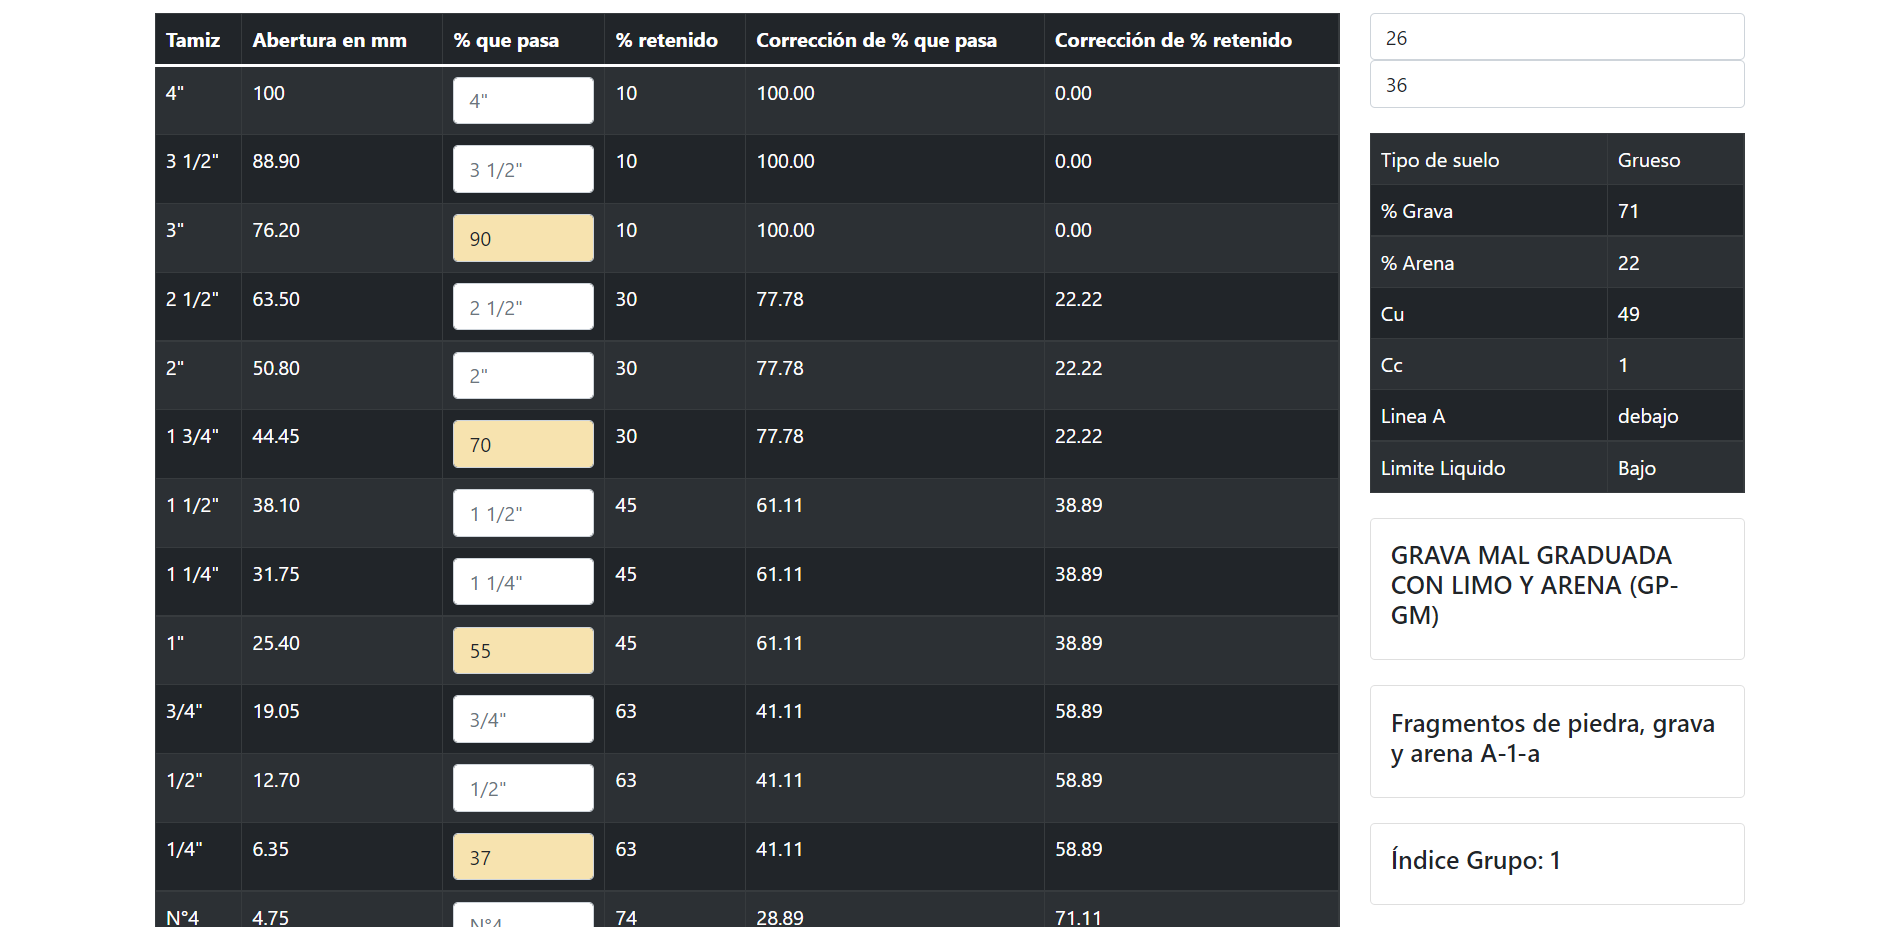 Tamiz Abertura en mm % que pasa % retenido Corrección de % que pasa Corrección de % retenido
4" 100 4" 10 100.00 0.00
3 1/2" 88.90 3 1/2" 10 100.00 0.00
3" 76.20 90 10 100.00 0.00
2 1/2" 63.50 2 1/2" 30 77.78 22.22
2" 50.80 2" 30 77.78 22.22
1 3/4" 44.45 70 30 77.78 22.22
1 1/2" 38.10 1 1/2" 45 61.11 38.89
1 1/4" 31.75 1 1/4" 45 61.11 38.89
1" 25.40 55 45 61.11 38.89
3/4" 19.05 3/4" 63 41.11 58.89
1/2" 12.70 1/2" 63 41.11 58.89
1/4" 6.35 37 63 41.11 58.89
N°4 4.75 N°4 74 28.89 71.11
26
36
Tipo de suelo Grueso
% Grava 71
% Arena 22
Cu 49
Cc 1
Linea A debajo
Limite Liquido Bajo
GRAVA MAL GRADUADA
CON LIMO Y ARENA (GP-
GM)
Fragmentos de piedra, grava
y arena A-1-a
Índice Grupo: 1